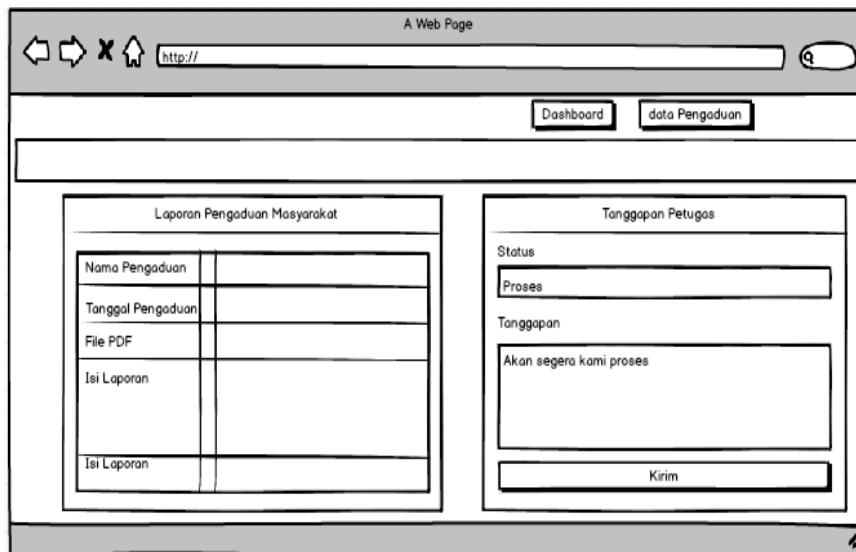 A Web Page
http://
Dashboard
data Pengaduan
Laporan Pengaduan Masyarakat
Nama Pengaduan
Tanggal Pengaduan
File PDF
Isi Laporan
Isi Laporan
Tanggapan Petugas
Status
Proses
Tanggapan
Akan segera kami proses
Kirim